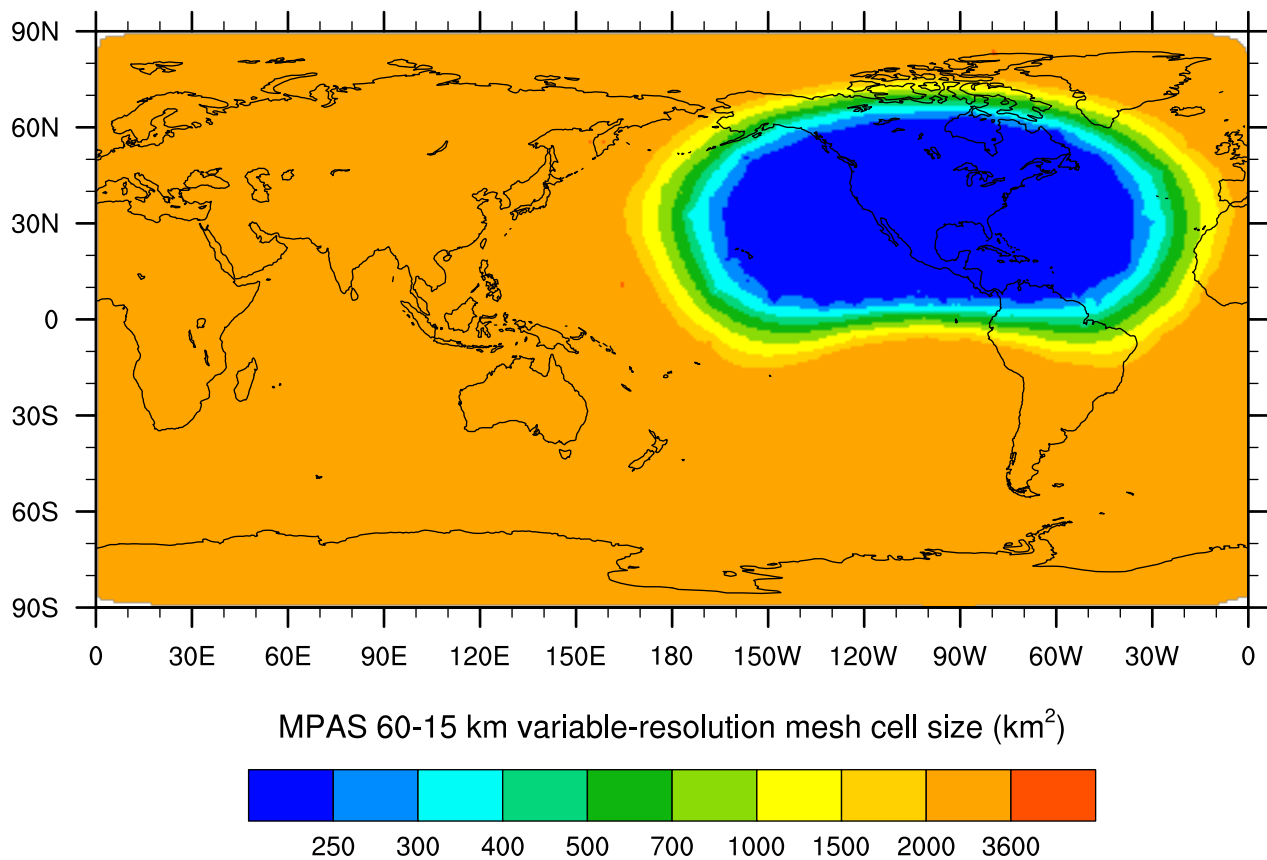 90N
60N
30N
0
30S
60S
90S
0 30E 60E 90E 120E 150E 180 150W 120W 90W 60W 30W 0
MPAS 60-15 km variable-resolution mesh cell size (km²)
250 300 400 500 700 1000 1500 2000 3600